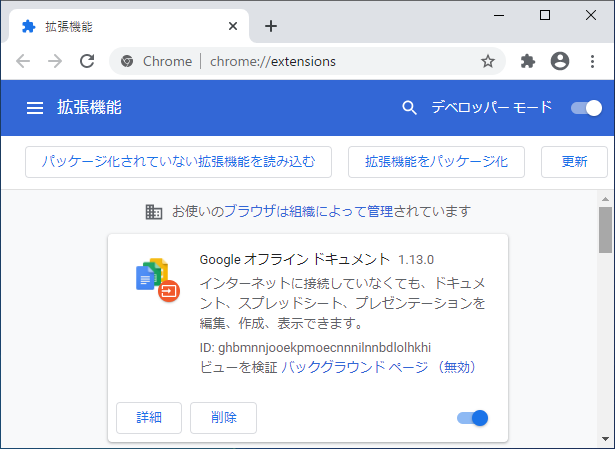 拡張機能
Chrome | chrome://extensions
拡張機能 デベロッパー モード
パッケージ化されていない拡張機能を読み込む 拡張機能をパッケージ化 更新
お使いのブラウザは組織によって管理されています
Google オフライン ドキュメント 1.13.0
インターネットに接続していなくても、ドキュメ
ント、スプレッドシート、プレゼンテーションを
編集、作成、表示できます。
ID: ghbmnnjooekpmoecnnnilnnbdlolhkhi
ビューを検証 バックグラウンド ページ （無効）
詳細 削除